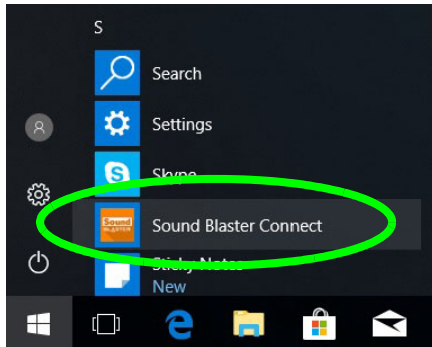 S
Search
Settings
Skype
Sound
BLASTER
Sound Blaster Connect
Sticky Notes
New